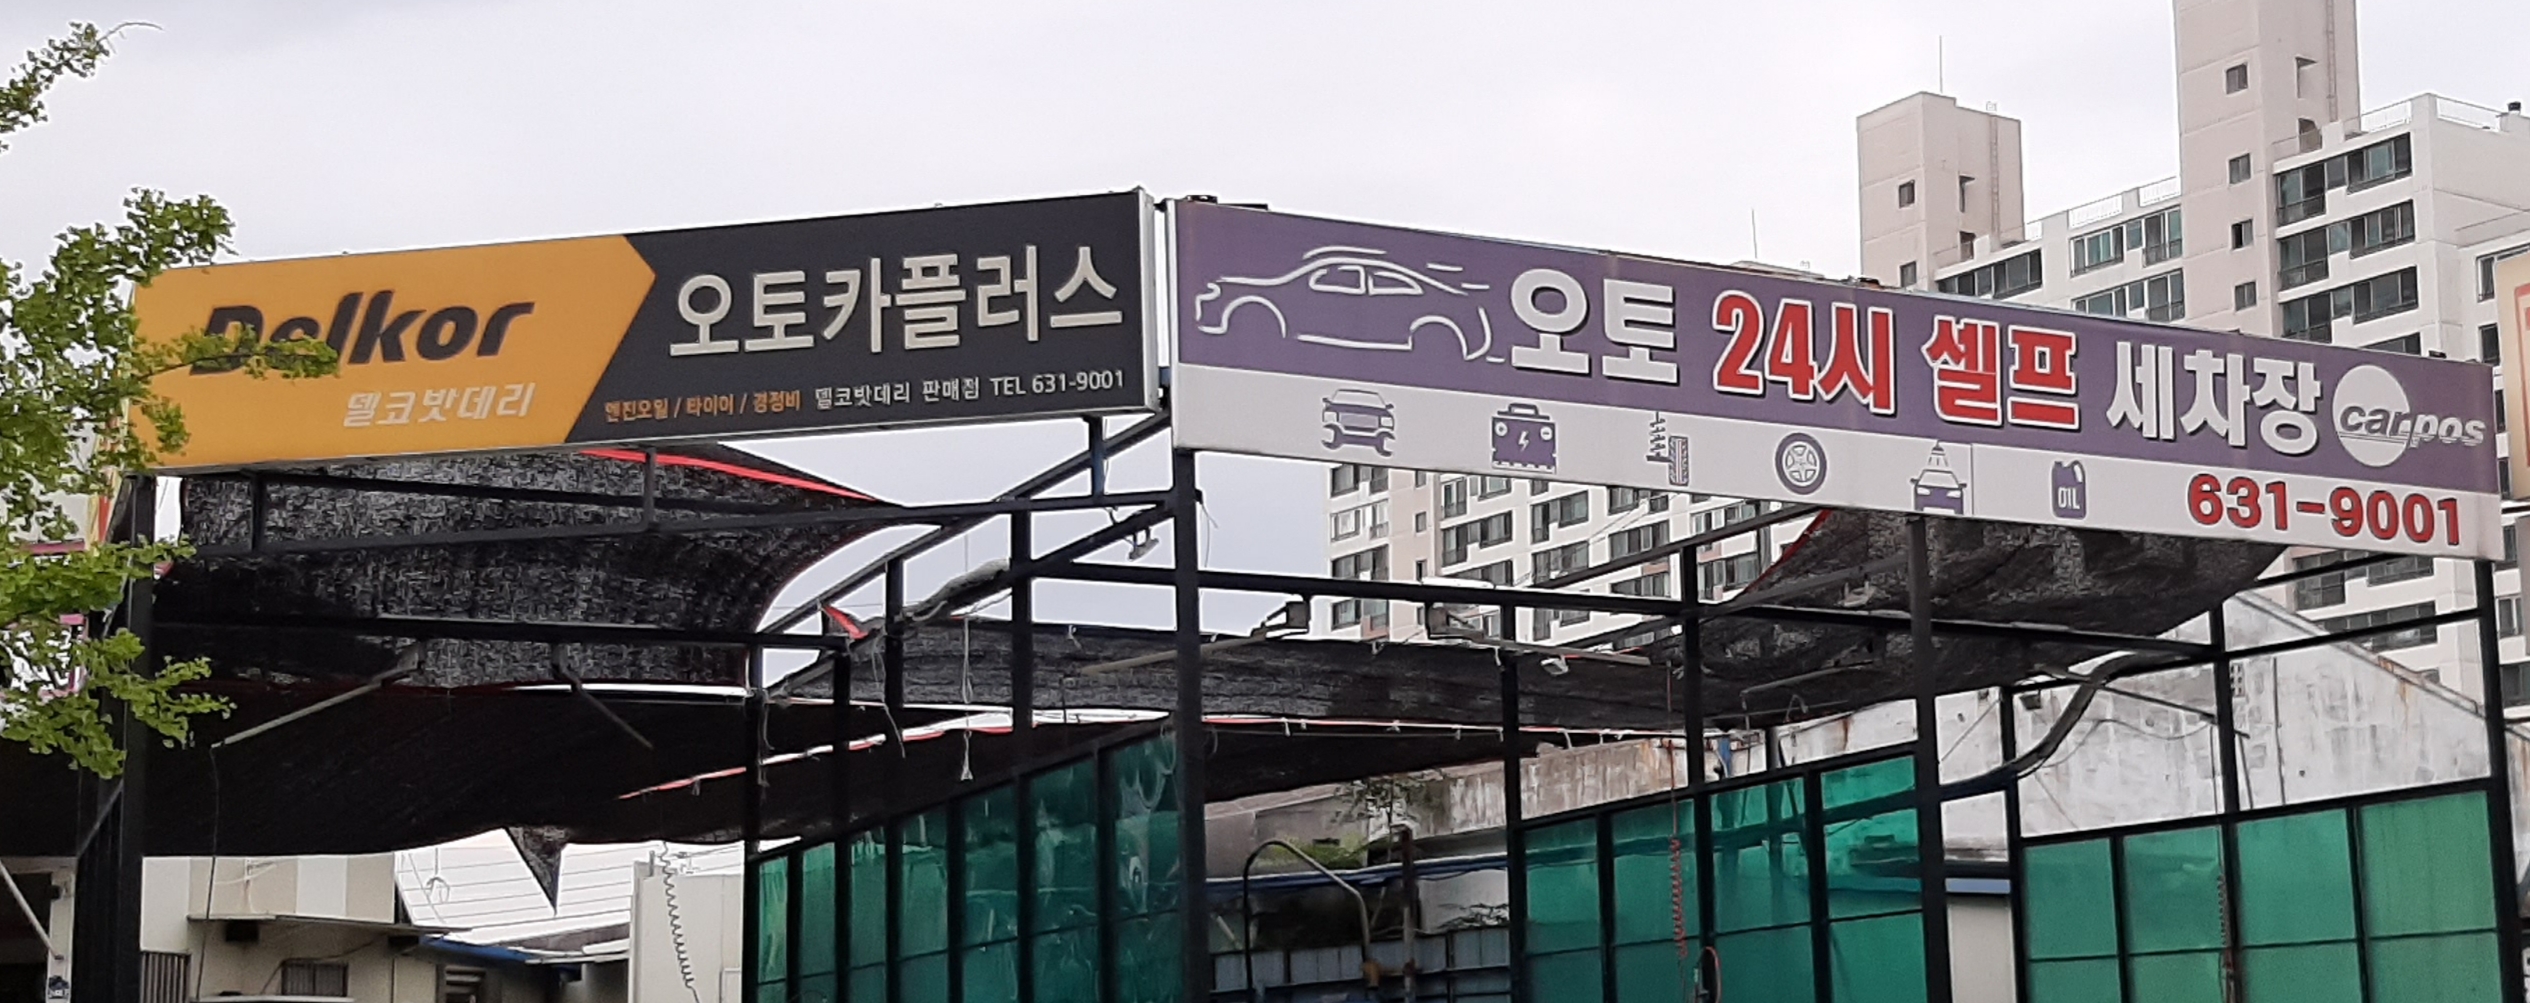 Delkor
델코밧데리
오토카플러스
엔진오일 / 타이어 / 경정비 델코밧데리 판매점 TEL 631-9001
오토 24시 셀프 세차장
carpos
OIL
631-9001